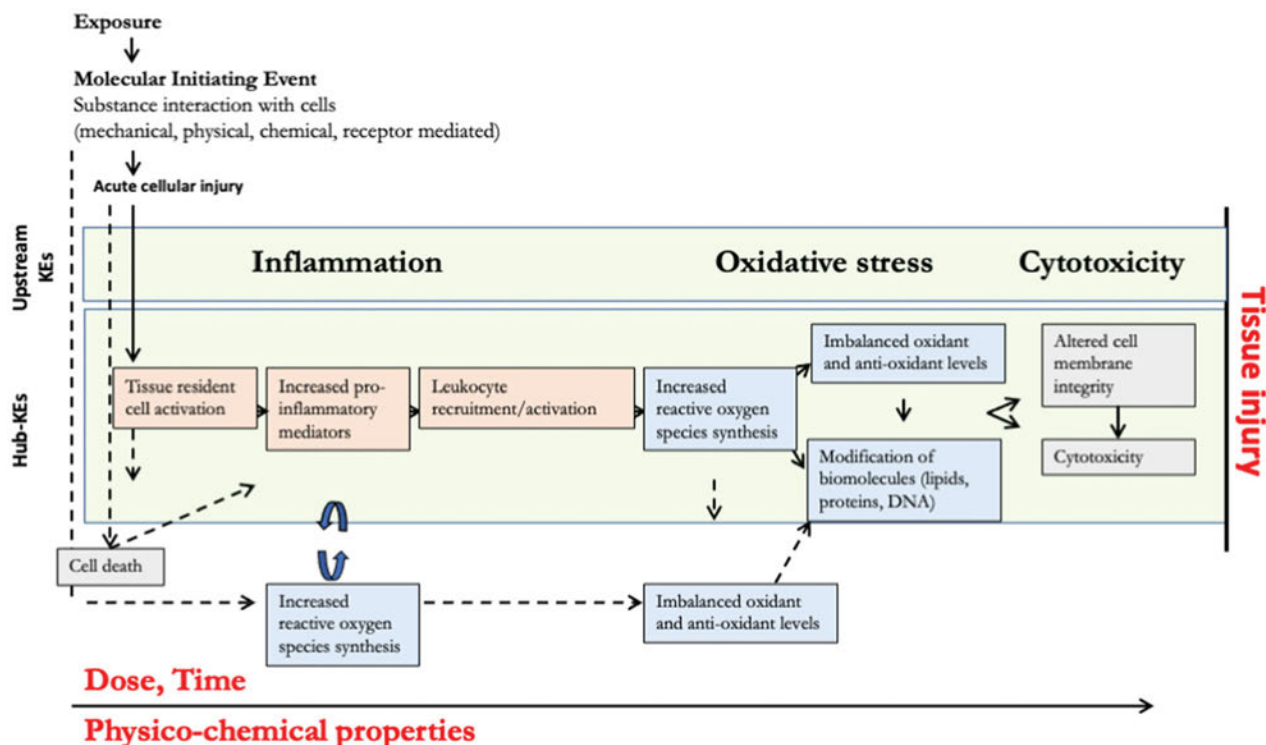 Exposure
Molecular Initiating Event
Substance interaction with cells
(mechanical, physical, chemical, receptor mediated)
Acute cellular injury
Upstream
KEs
Inflammation
Oxidative stress
Cytotoxicity
Hub-KEs
Tissue resident
cell activation
Increased pro-
inflammatory
mediators
Leukocyte
recruitment/activation
Increased
reactive oxygen
species synthesis
Imbalanced oxidant
and anti-oxidant levels
Modification of
biomolecules (lipids,
proteins, DNA)
Altered cell
membrane
integrity
Cytotoxicity
Tissue injury
Cell death
Increased
reactive oxygen
species synthesis
Imbalanced oxidant
and anti-oxidant levels
Dose, Time
Physico-chemical properties